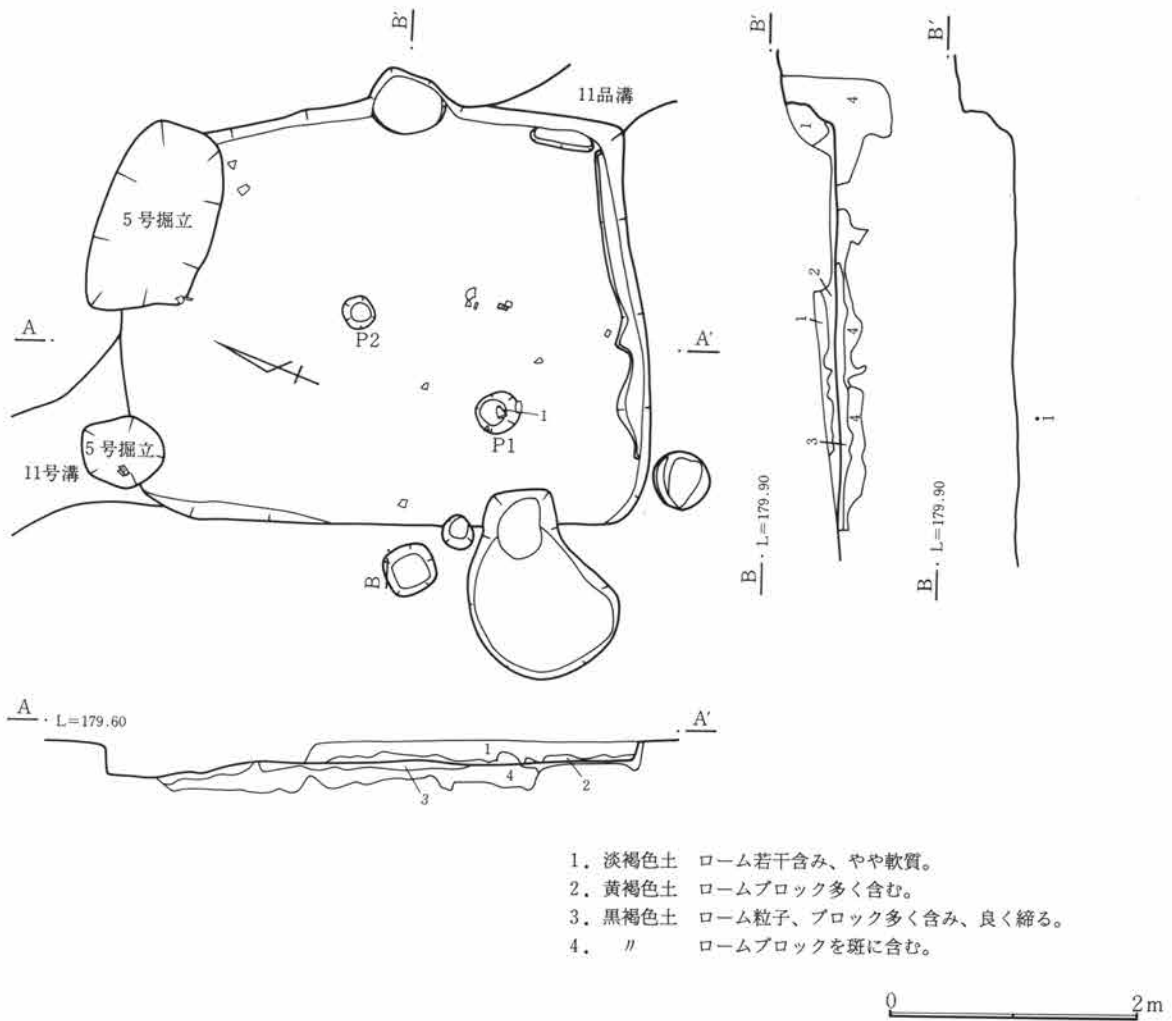 B'
B'
B'
11品溝
4
1
5号掘立
2
1
A
P2
A'
4
1
1
P1
5号掘立
3
4
11号溝
B L=179.90
B L=179.90
B
A L=179.60
A'
1
4
2
3
1. 淡褐色土 ローム若干含み、やや軟質。
2. 黄褐色土 ロームブロック多く含む。
3. 黒褐色土 ローム粒子、ブロック多く含み、良く締る。
4. 〃 ロームブロックを斑に含む。
0 2m